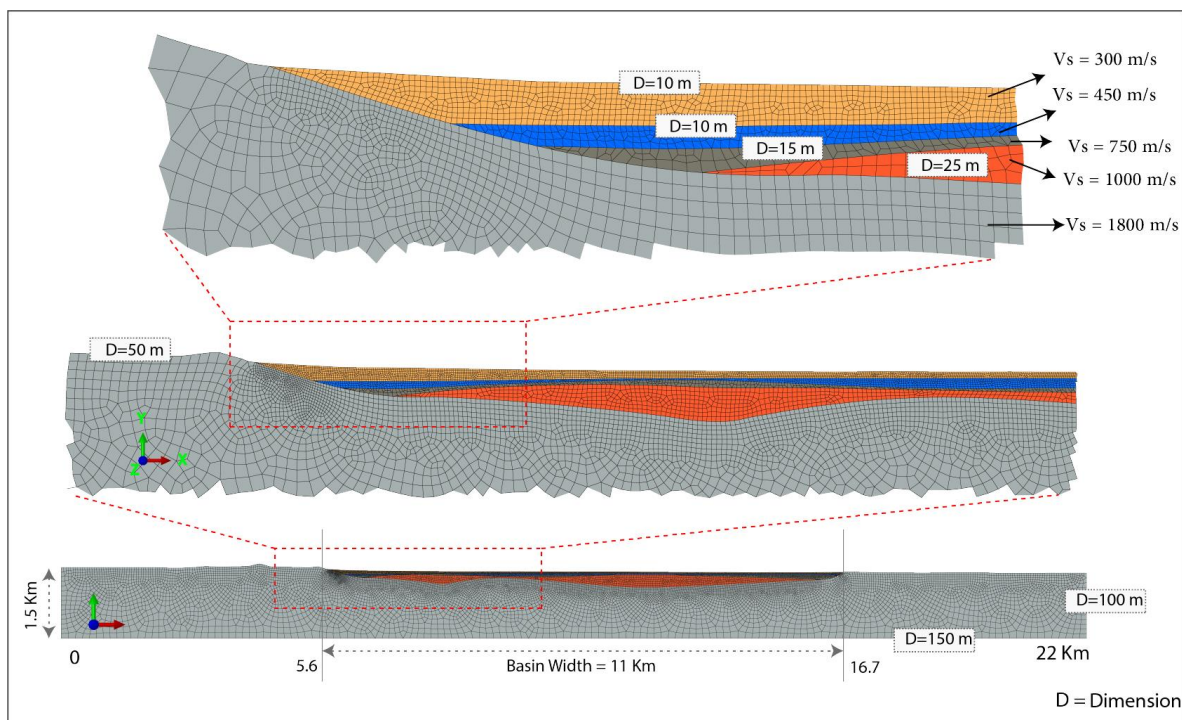 Vs = 300 m/s
D=10 m
Vs = 450 m/s
D=10 m
D=15 m
Vs = 750 m/s
D=25 m
Vs = 1000 m/s
Vs = 1800 m/s
D=50 m
Y
X
Z
1.5 Km
D=100 m
D=150 m
0
5.6
Basin Width = 11 Km
16.7
22 Km
D = Dimension